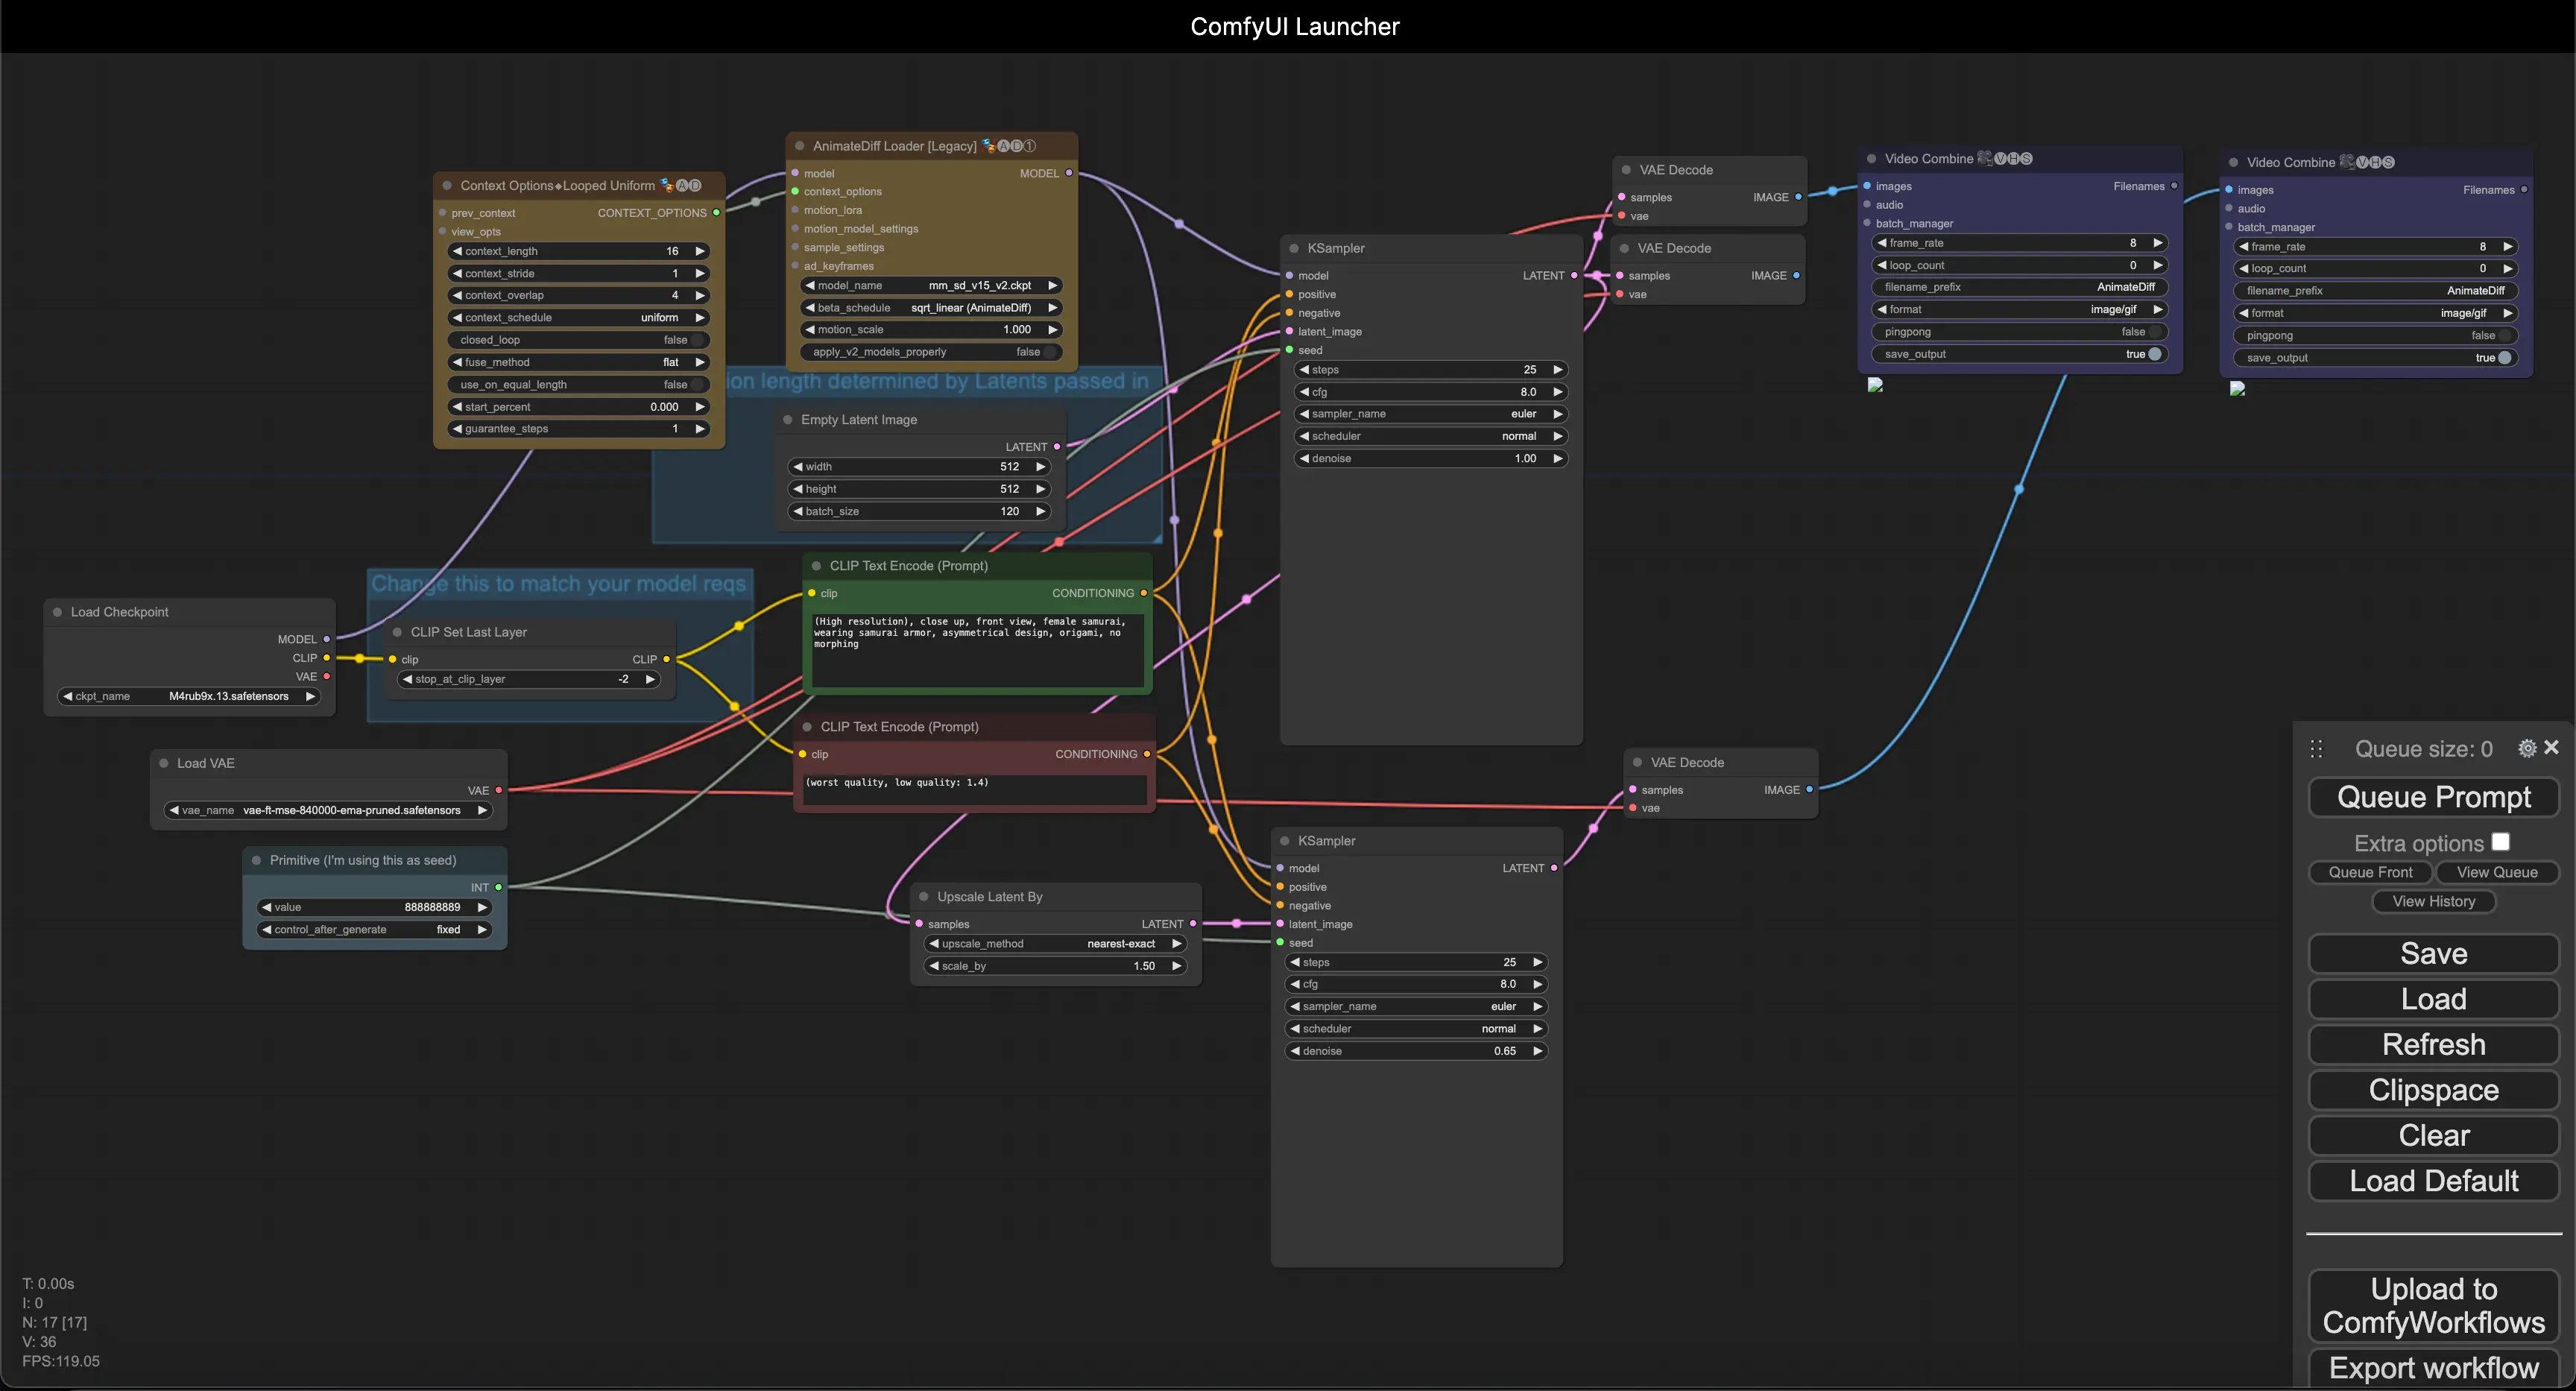 ComfyUI Launcher
Context Options⬥Looped Uniform 🎭🅐🅓
prev_context CONTEXT_OPTIONS
view_opts
context_length 16
context_stride 1
context_overlap 4
context_schedule uniform
closed_loop false
fuse_method flat
use_on_equal_length false
start_percent 0.000
guarantee_steps 1
AnimateDiff Loader [Legacy] 🎭🅐🅓①
model MODEL
context_options
motion_lora
motion_model_settings
sample_settings
ad_keyframes
model_name mm_sd_v15_v2.ckpt
beta_schedule sqrt_linear (AnimateDiff)
motion_scale 1.000
apply_v2_models_properly false
ion length determined by Latents passed in
Empty Latent Image
LATENT
width 512
height 512
batch_size 120
Change this to match your model reqs
Load Checkpoint
MODEL
CLIP
VAE
ckpt_name M4rub9x.13.safetensors
CLIP Set Last Layer
clip CLIP
stop_at_clip_layer -2
CLIP Text Encode (Prompt)
clip CONDITIONING
(High resolution), close up, front view, female samurai,
wearing samurai armor, asymmetrical design, origami, no
morphing
CLIP Text Encode (Prompt)
clip CONDITIONING
(worst quality, low quality: 1.4)
Load VAE
VAE
vae_name vae-ft-mse-840000-ema-pruned.safetensors
Primitive (I'm using this as seed)
INT
value 888888889
control_after_generate fixed
Upscale Latent By
samples LATENT
upscale_method nearest-exact
scale_by 1.50
KSampler
model LATENT
positive
negative
latent_image
seed
steps 25
cfg 8.0
sampler_name euler
scheduler normal
denoise 1.00
KSampler
model LATENT
positive
negative
latent_image
seed
steps 25
cfg 8.0
sampler_name euler
scheduler normal
denoise 0.65
VAE Decode
samples IMAGE
vae
VAE Decode
samples IMAGE
vae
VAE Decode
samples IMAGE
vae
Video Combine 🎥🅥🅗🅢
images Filenames
audio
batch_manager
frame_rate 8
loop_count 0
filename_prefix AnimateDiff
format image/gif
pingpong false
save_output true
Video Combine 🎥🅥🅗🅢
images Filenames
audio
batch_manager
frame_rate 8
loop_count 0
filename_prefix AnimateDiff
format image/gif
pingpong false
save_output true
Queue size: 0
Queue Prompt
Extra options
Queue Front View Queue
View History
Save
Load
Refresh
Clipspace
Clear
Load Default
Upload to
ComfyWorkflows
Export workflow
T: 0.00s
I: 0
N: 17 [17]
V: 36
FPS:119.05